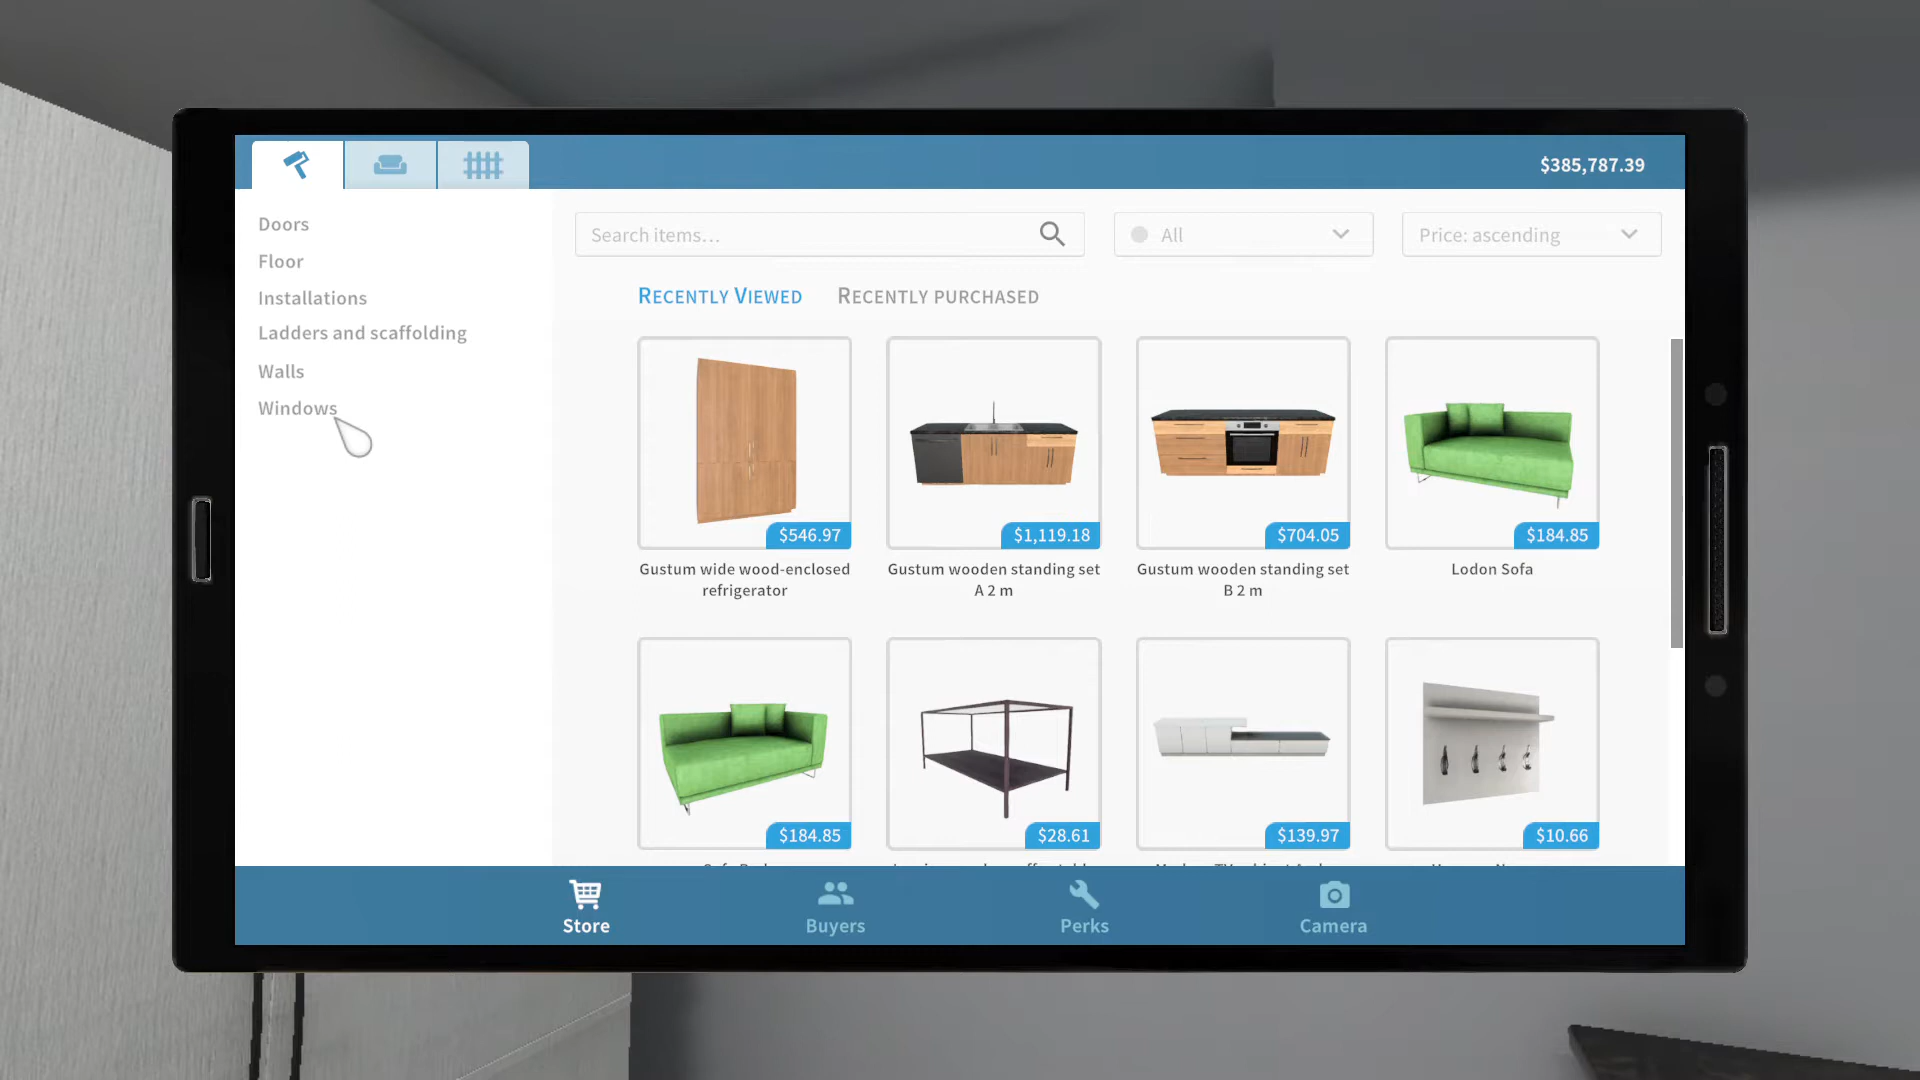 $385,787.39
Doors
Floor
Installations
Ladders and scaffolding
Walls
Windows
Search items...
All
Price: ascending
RECENTLY VIEWED
RECENTLY PURCHASED
$546.97
$1,119.18
$704.05
$184.85
Gustum wide wood-enclosed
refrigerator
Gustum wooden standing set
A 2 m
Gustum wooden standing set
B 2 m
Lodon Sofa
$184.85
$28.61
$139.97
$10.66
Store
Buyers
Perks
Camera